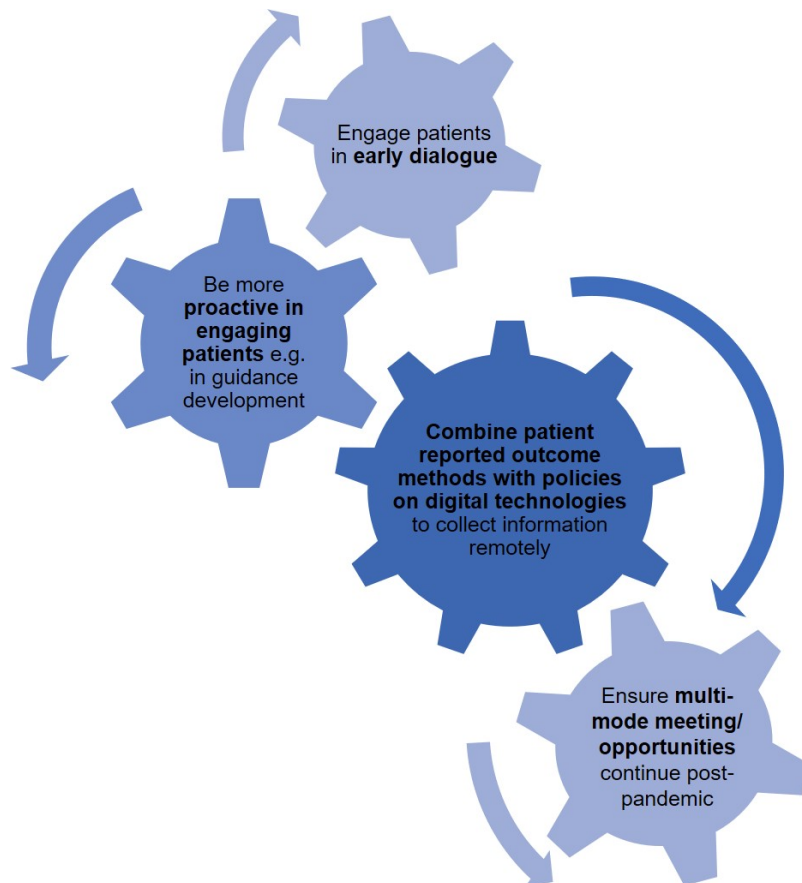 Engage patients
in early dialogue
Be more
proactive in
engaging
patients e.g.
in guidance
development
Combine patient
reported outcome
methods with policies
on digital technologies
to collect information
remotely
Ensure multi-
mode meeting/
opportunities
continue post-
pandemic